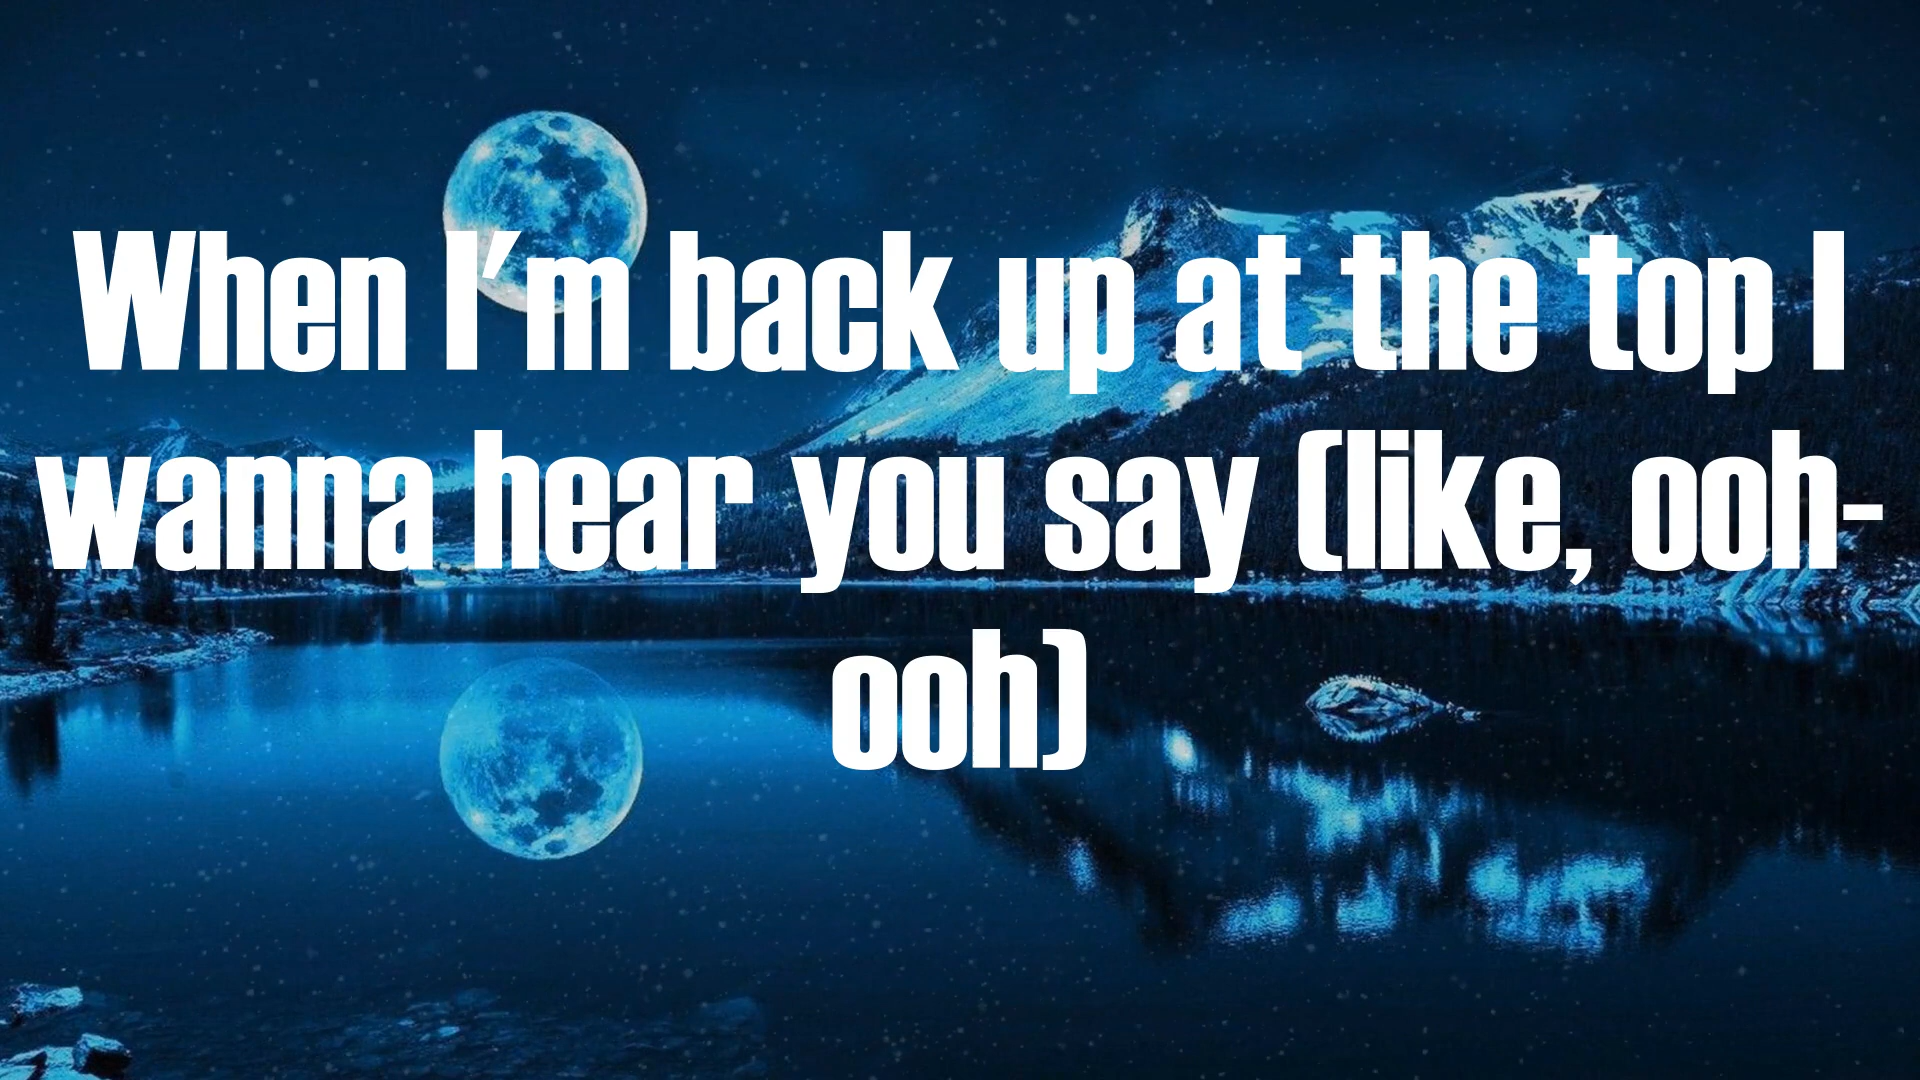 When I'm back up at the top I
wanna hear you say (like, ooh-
ooh)